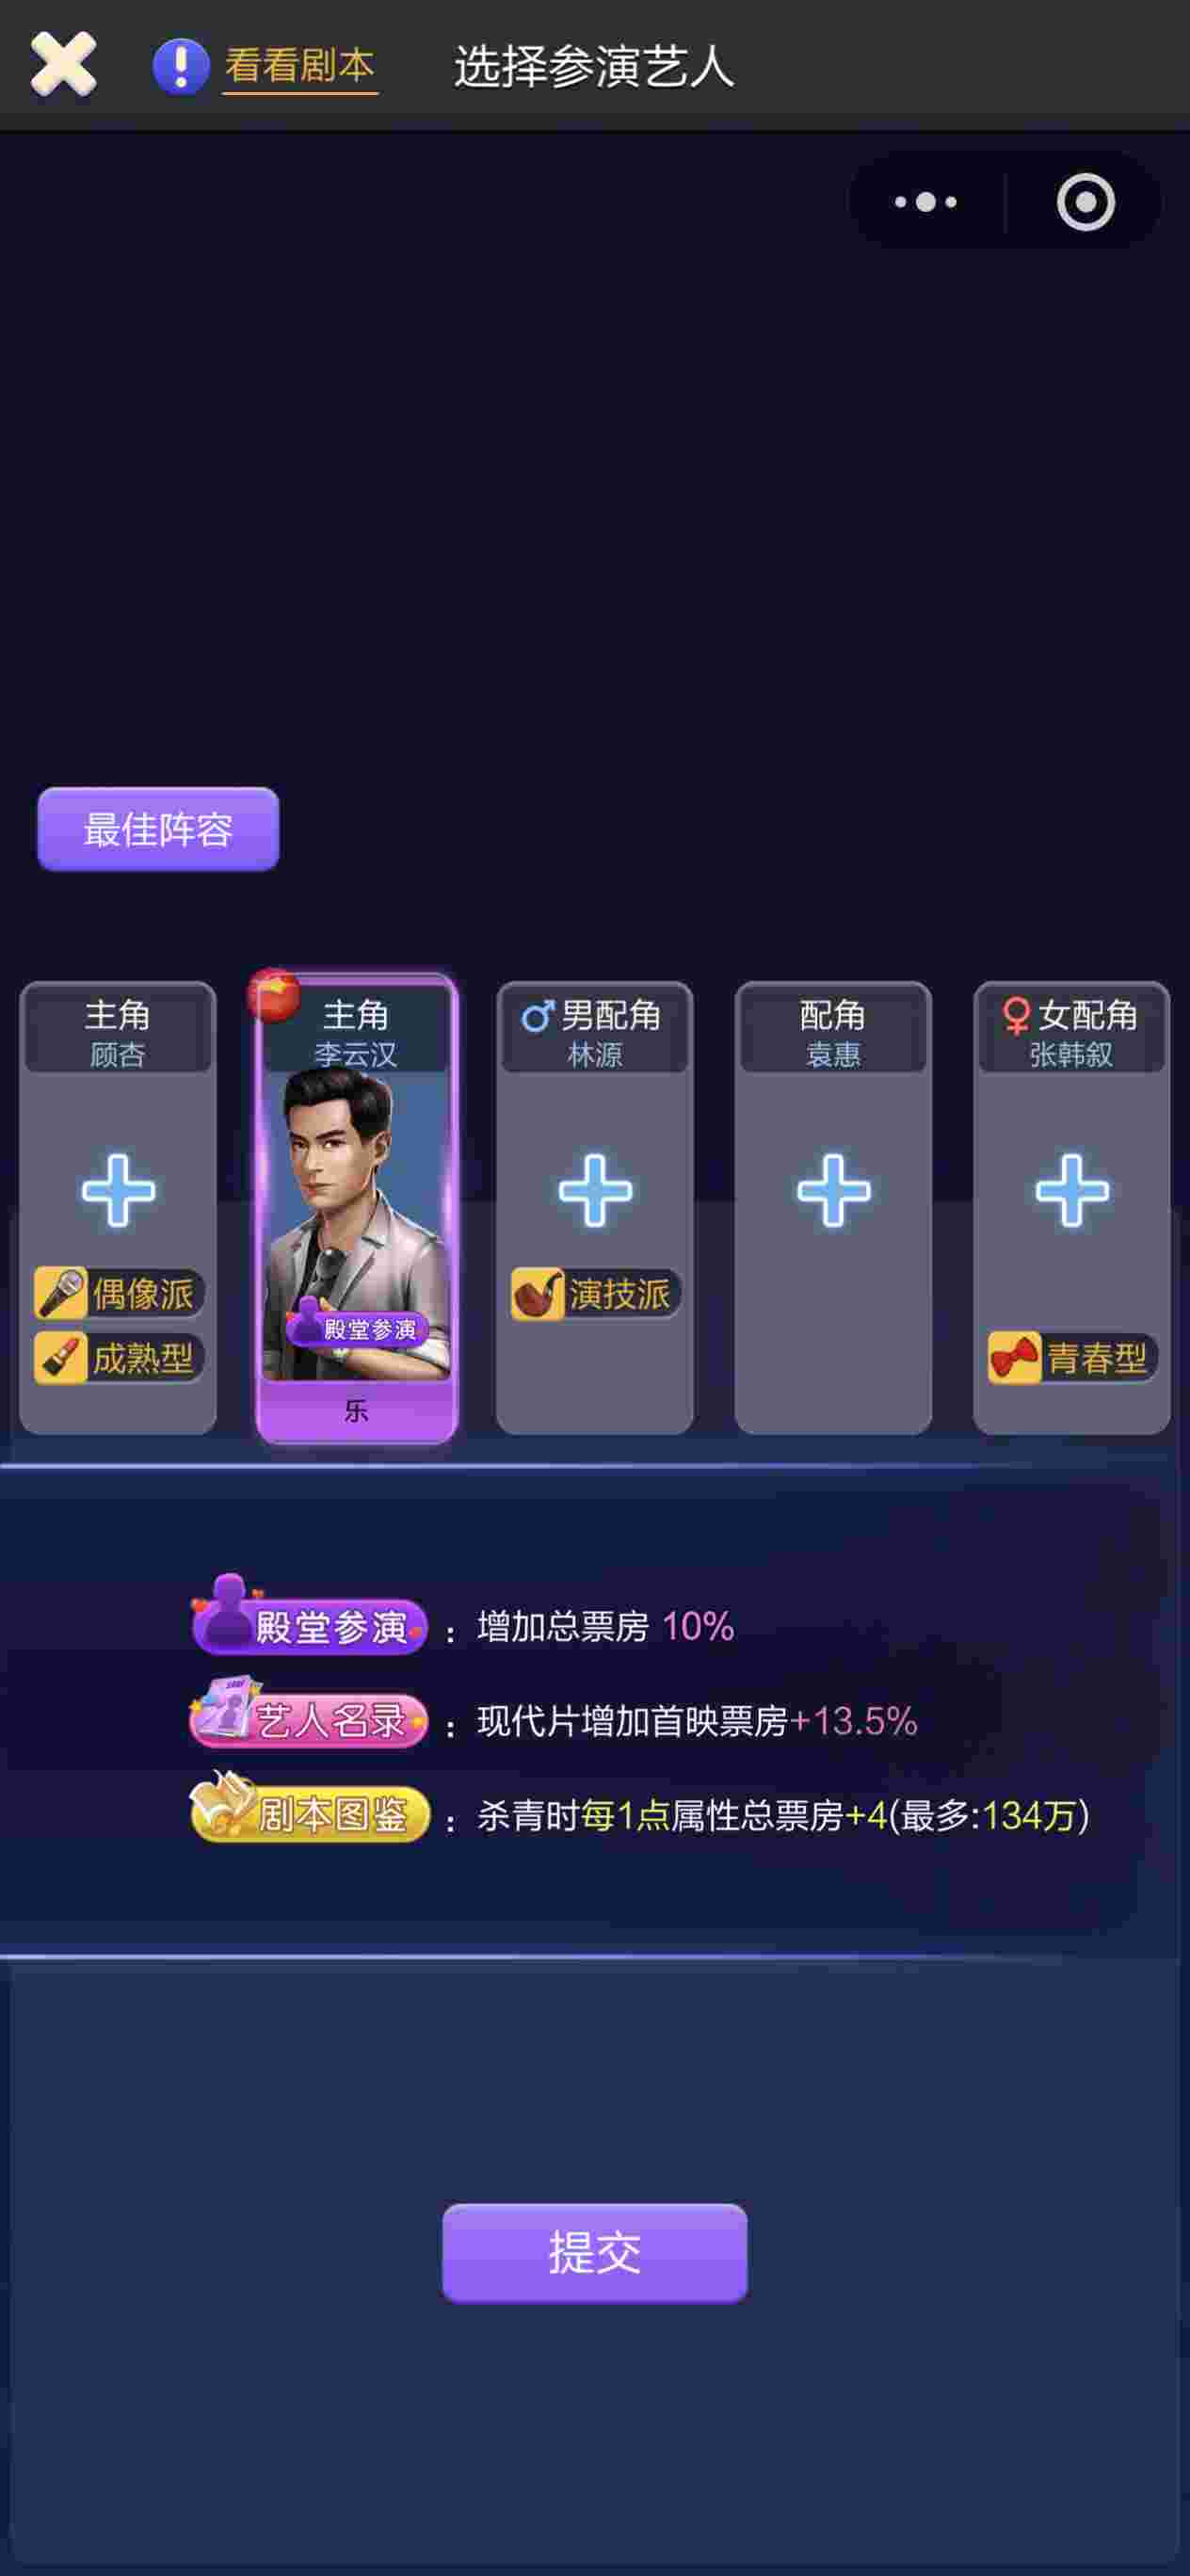 看看剧本
选择参演艺人
最佳阵容
主角
顾杏
偶像派
成熟型
主角
李云汉
殿堂参演
乐
男配角
林源
演技派
配角
袁惠
女配角
张韩叙
青春型
殿堂参演：增加总票房 10%
艺人名录：现代片增加首映票房+13.5%
剧本图鉴：杀青时每1点属性总票房+4(最多:134万)
提交